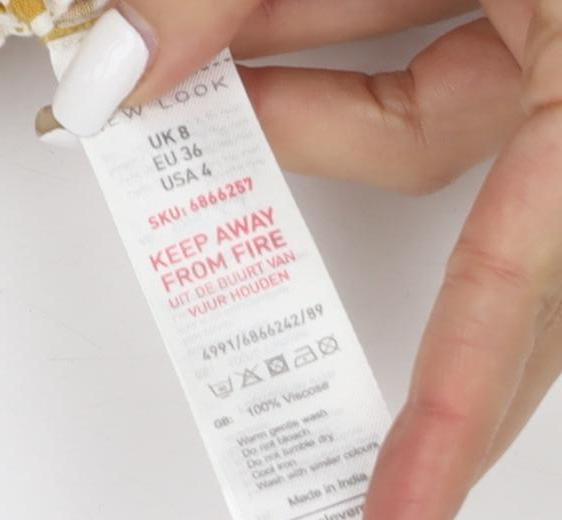 EW LOOK
UK 8
EU 36
USA 4
SKU: 6866257
KEEP AWAY
FROM FIRE
UIT DE BUURT VAN
VUUR HOUDEN
4991/6866242/89
GB: 100% Viscose
Warm gentle wash
Do not bleach
Do not tumble dry
Cool iron
Wash with similar colours
Made in India